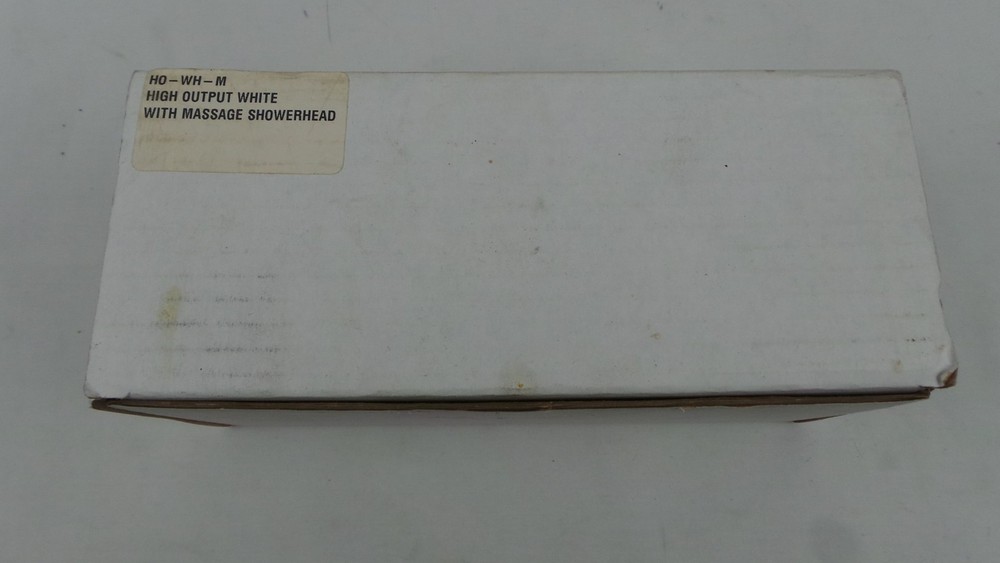 HO-WH-M
HIGH OUTPUT WHITE
WITH MASSAGE SHOWERHEAD